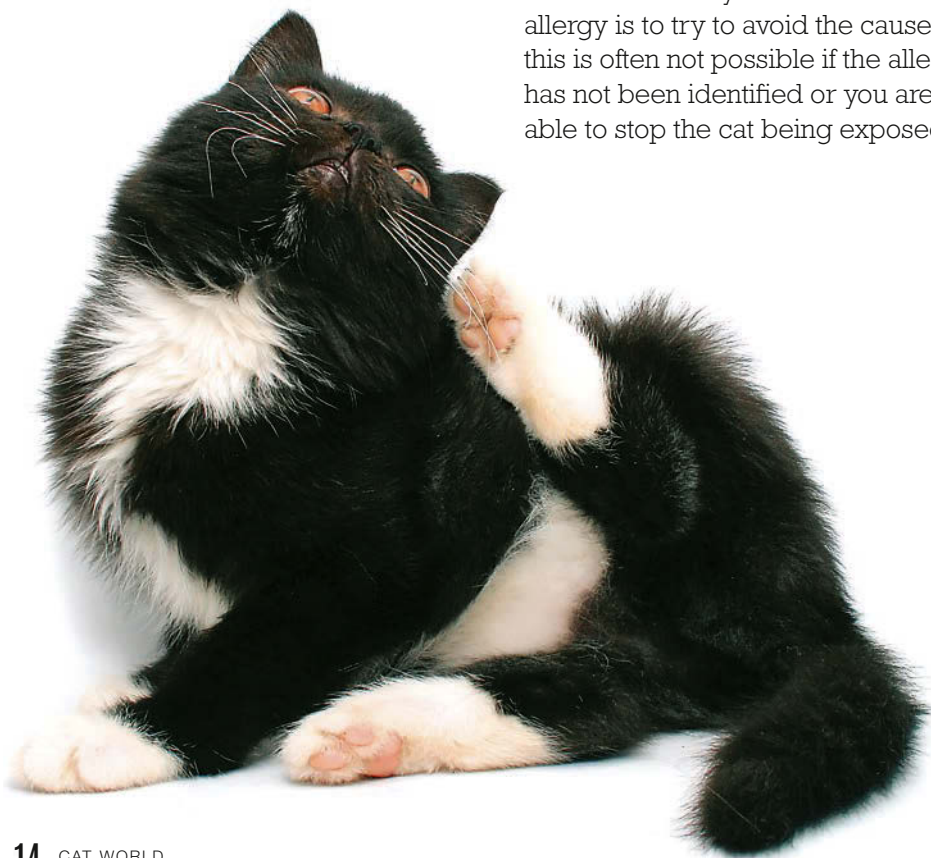 allergy is to try to avoid the cause
this is often not possible if the alle
has not been identified or you are
able to stop the cat being exposed
14 CAT WORLD